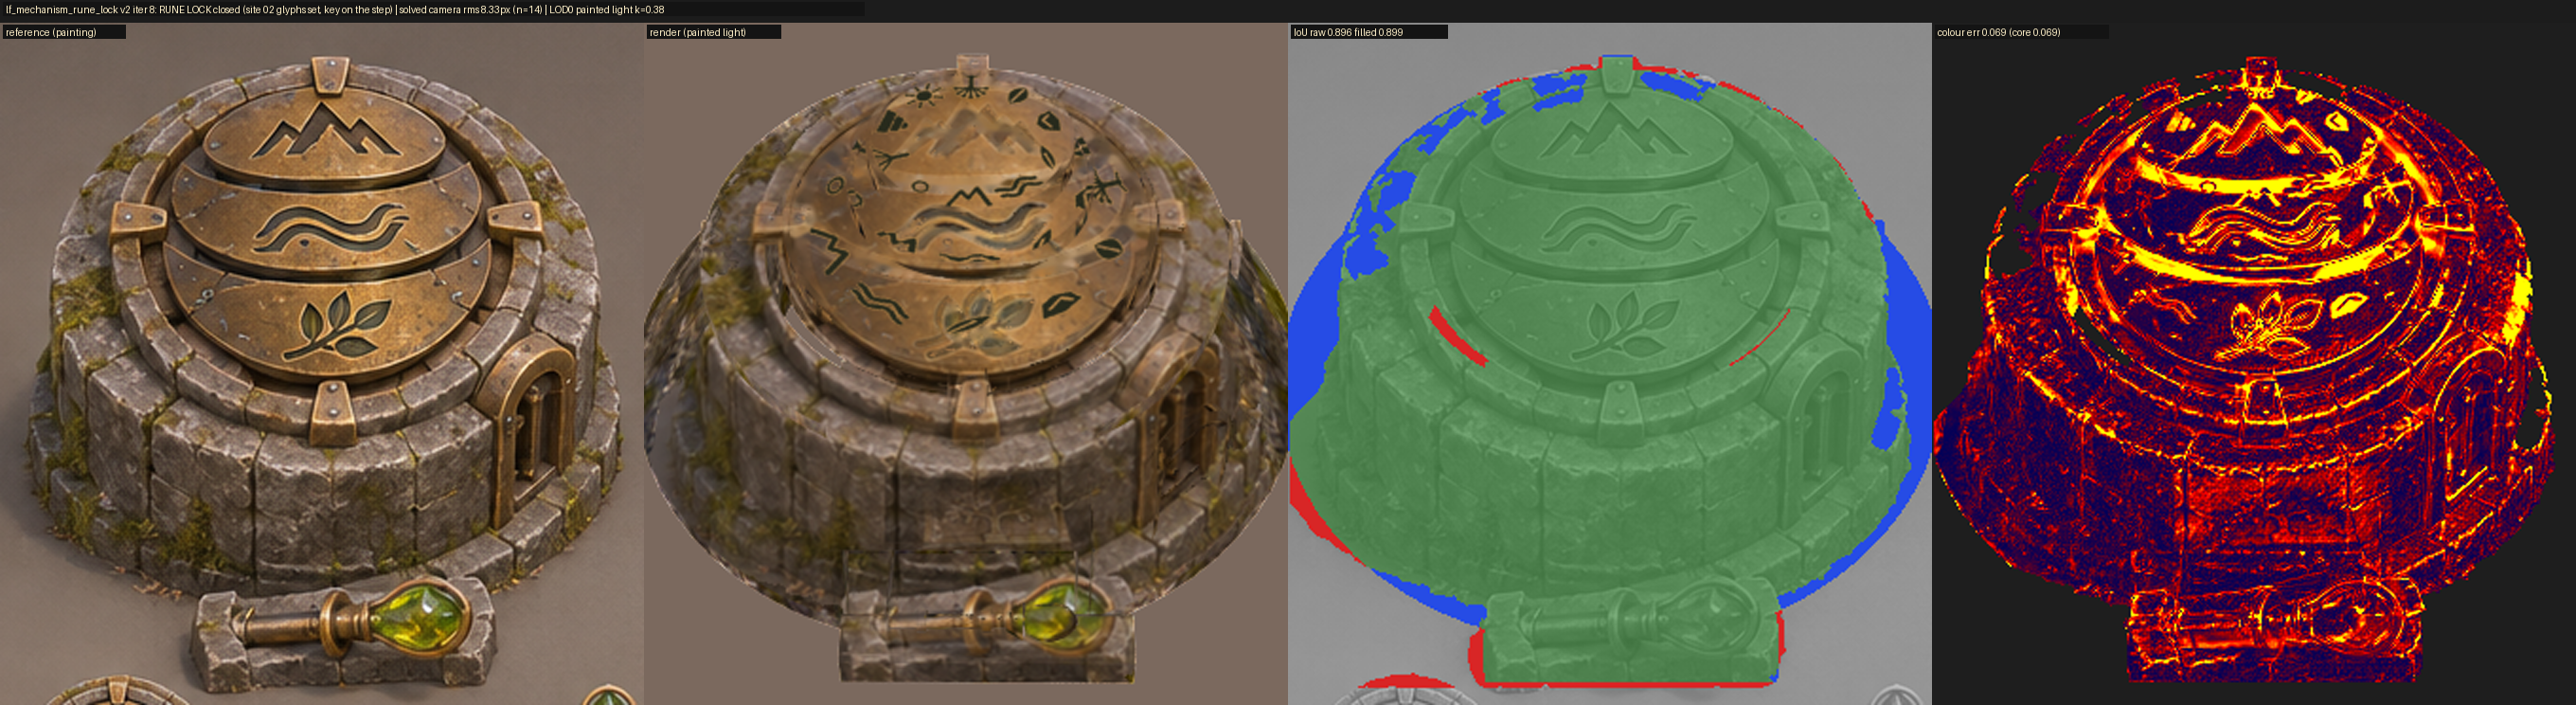 lf_mechanism_rune_lock v2 iter 8: RUNE LOCK closed (site 02 glyphs set, key on the step) | solved camera rms 8.33px (n=14) | LOD0 painted light k=0.38
reference (painting)
render (painted light)
IoU raw 0.896 filled 0.899
colour err 0.069 (core 0.069)